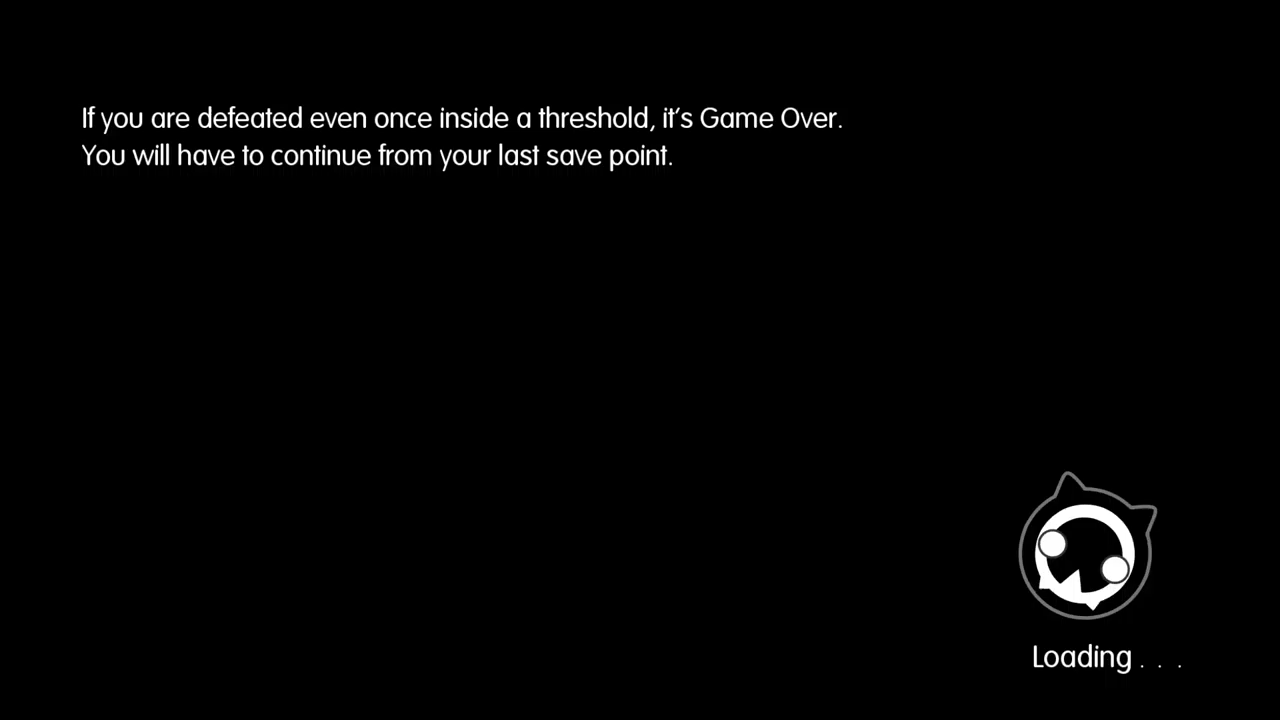 If you are defeated even once inside a threshold, it's Game Over.
You will have to continue from your last save point.
Loading . . .